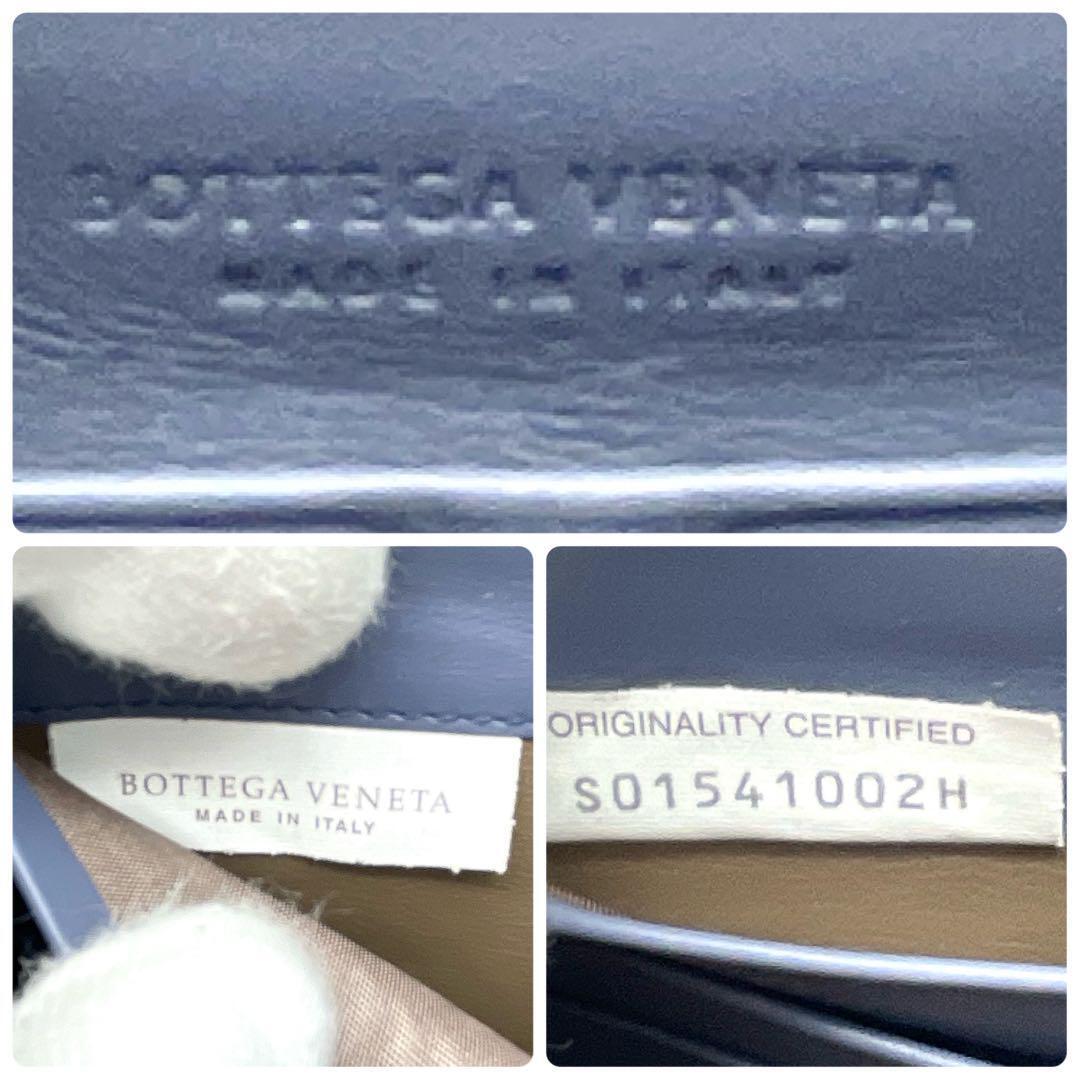 BOTTEGA VENETA
MADE IN ITALY
BOTTEGA VENETA
MADE IN ITALY
ORIGINALITY CERTIFIED
S01541002H